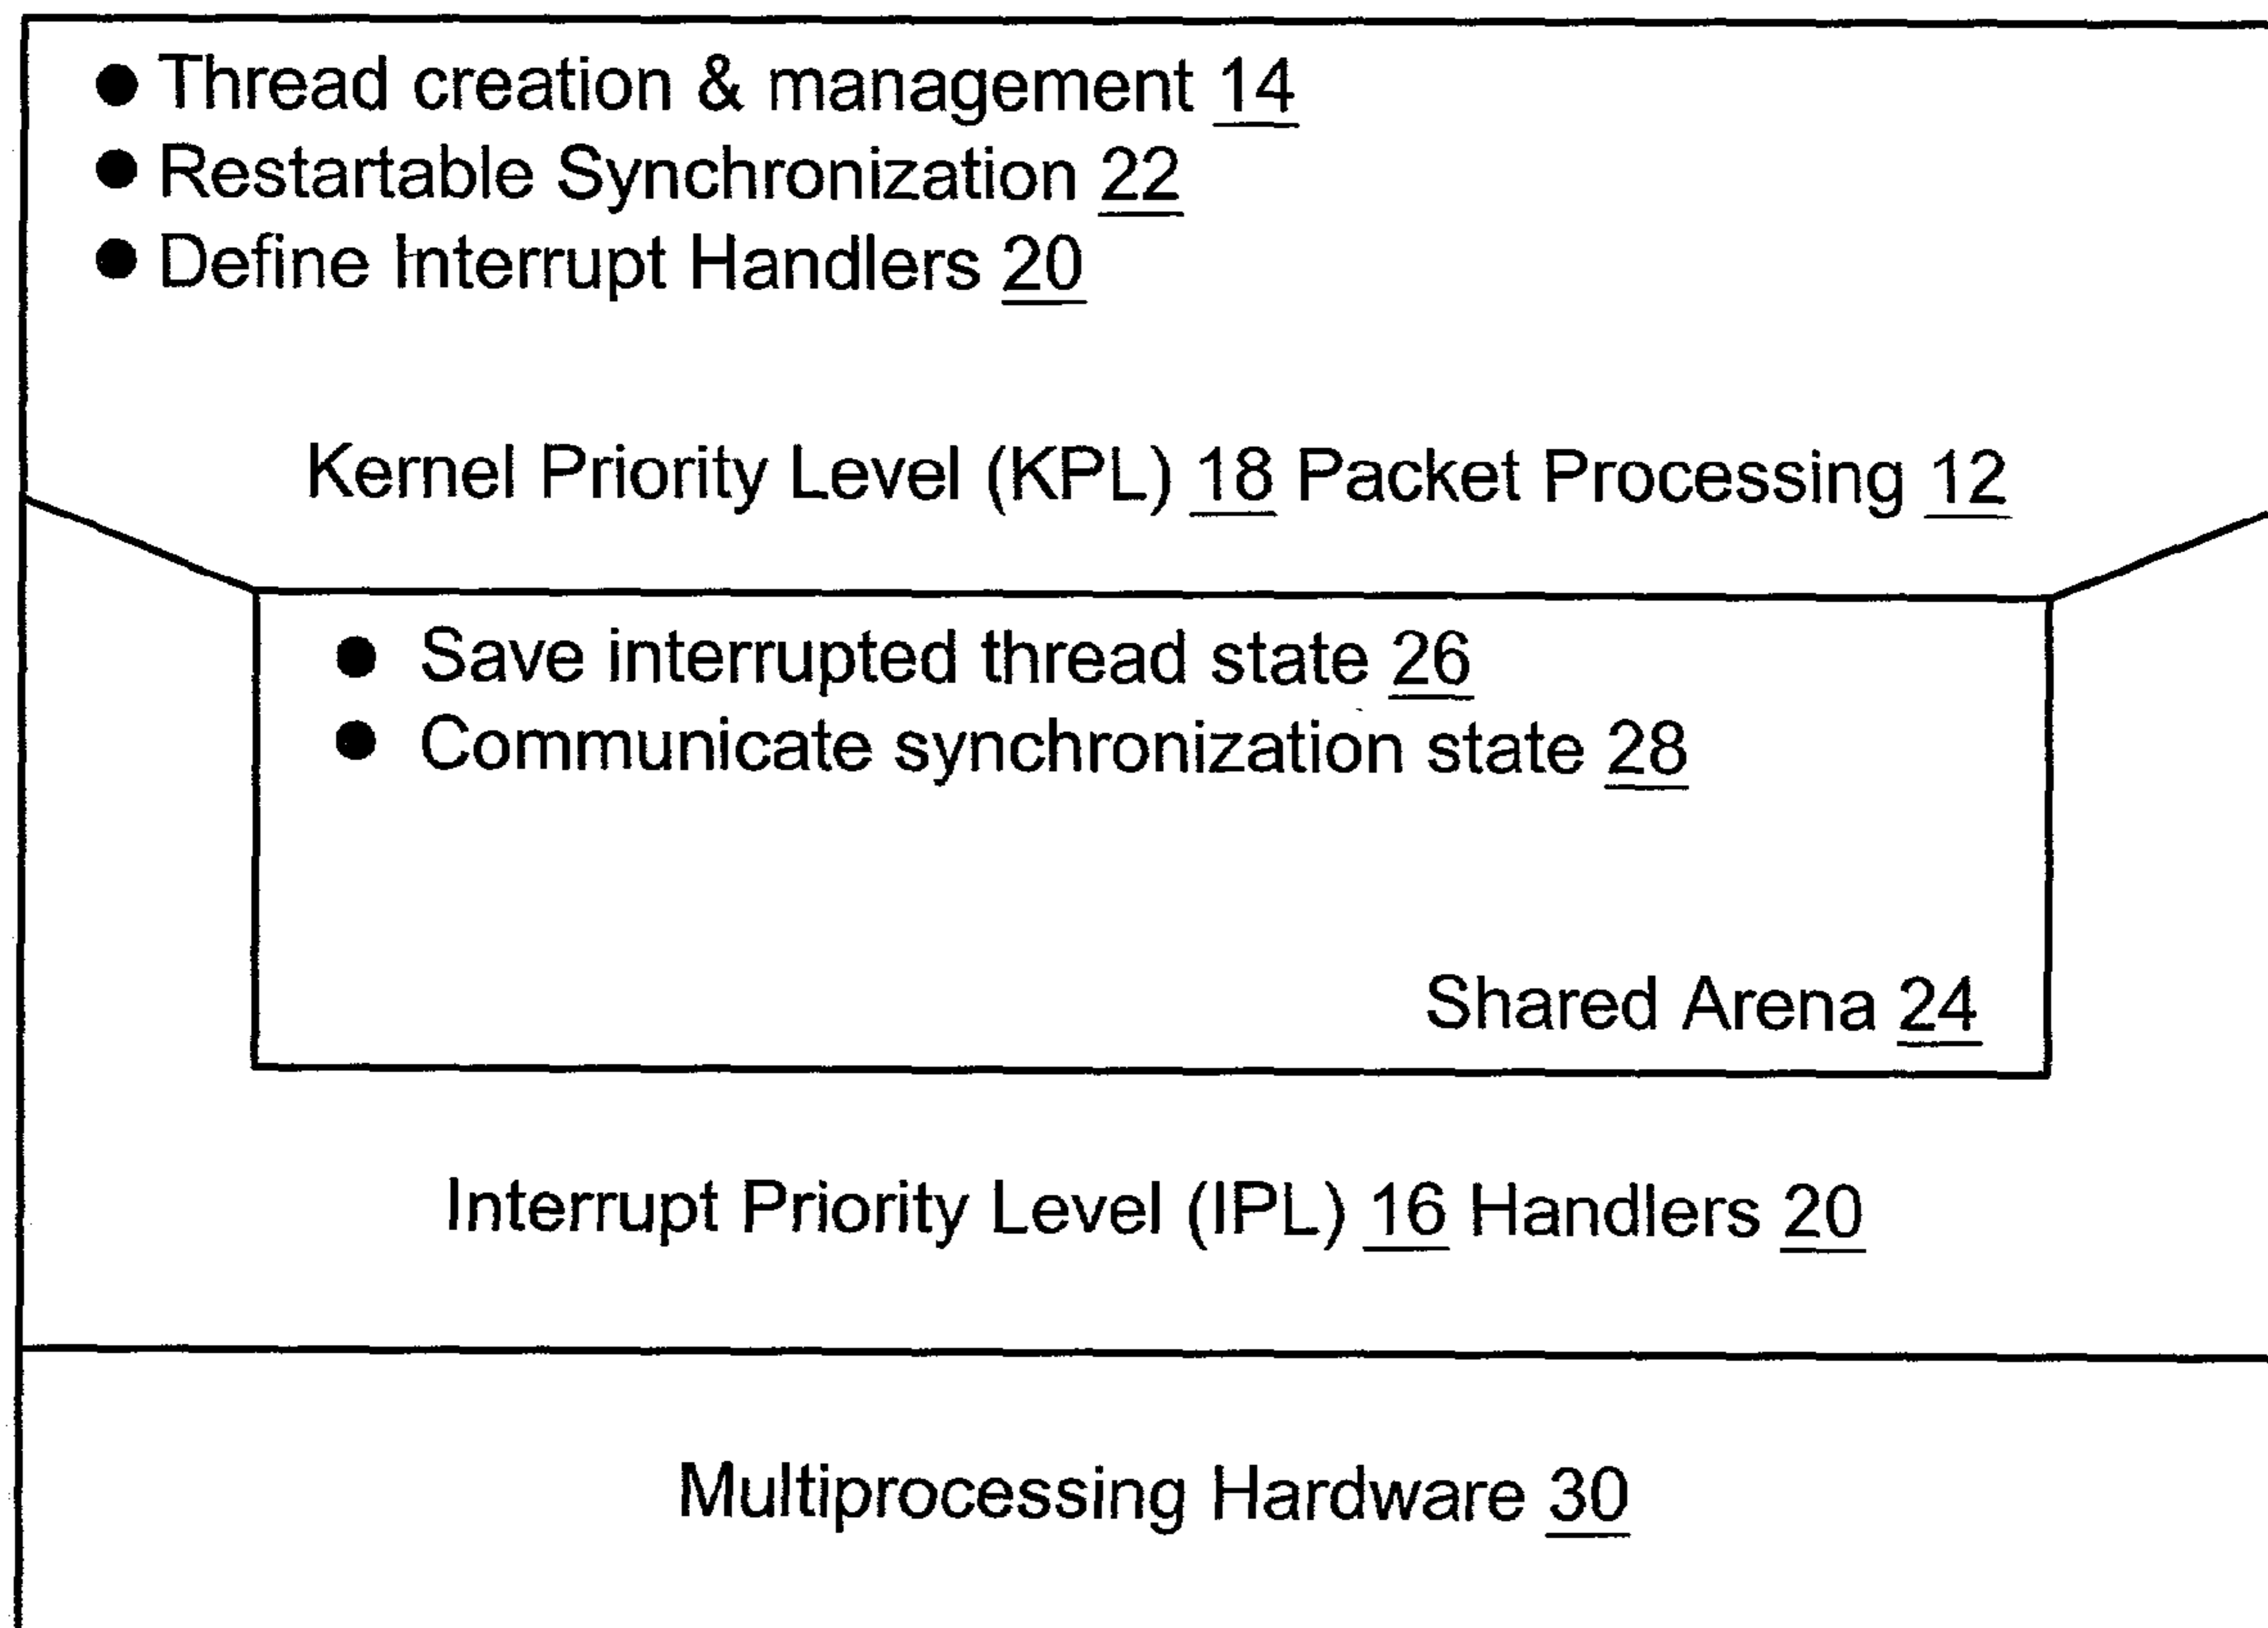 ● Thread creation & management 14
● Restartable Synchronization 22
● Define Interrupt Handlers 20
Kernel Priority Level (KPL) 18 Packet Processing 12
● Save interrupted thread state 26
● Communicate synchronization state 28
Shared Arena 24
Interrupt Priority Level (IPL) 16 Handlers 20
Multiprocessing Hardware 30